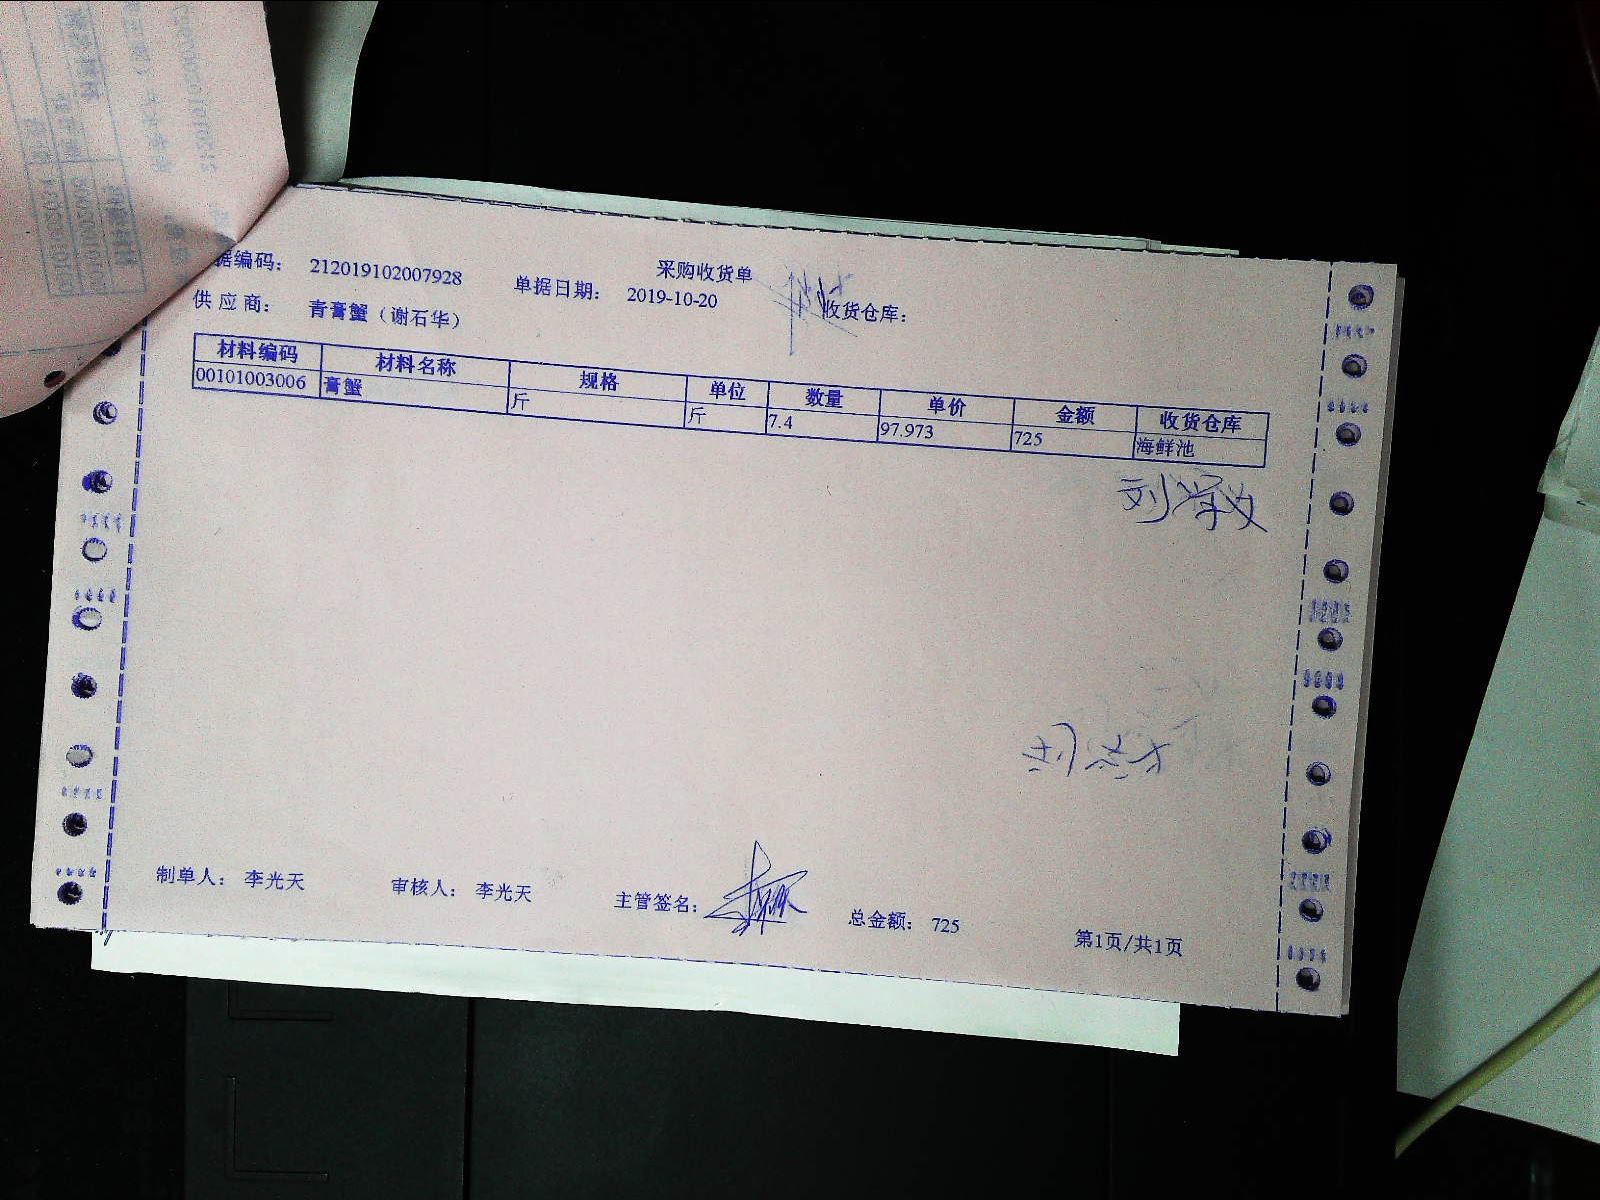 采购收货单
据编码： 212019102007928 单据日期： 2019-10-20 收货仓库：
供应商： 青膏蟹（谢石华）
材料编码 材料名称 规格 单位 数量 单价 金额 收货仓库
00101003006 膏蟹 斤 斤 7.4 97.973 725 海鲜池
制单人： 李光天 审核人： 李光天 主管签名： 总金额： 725 第1页/共1页